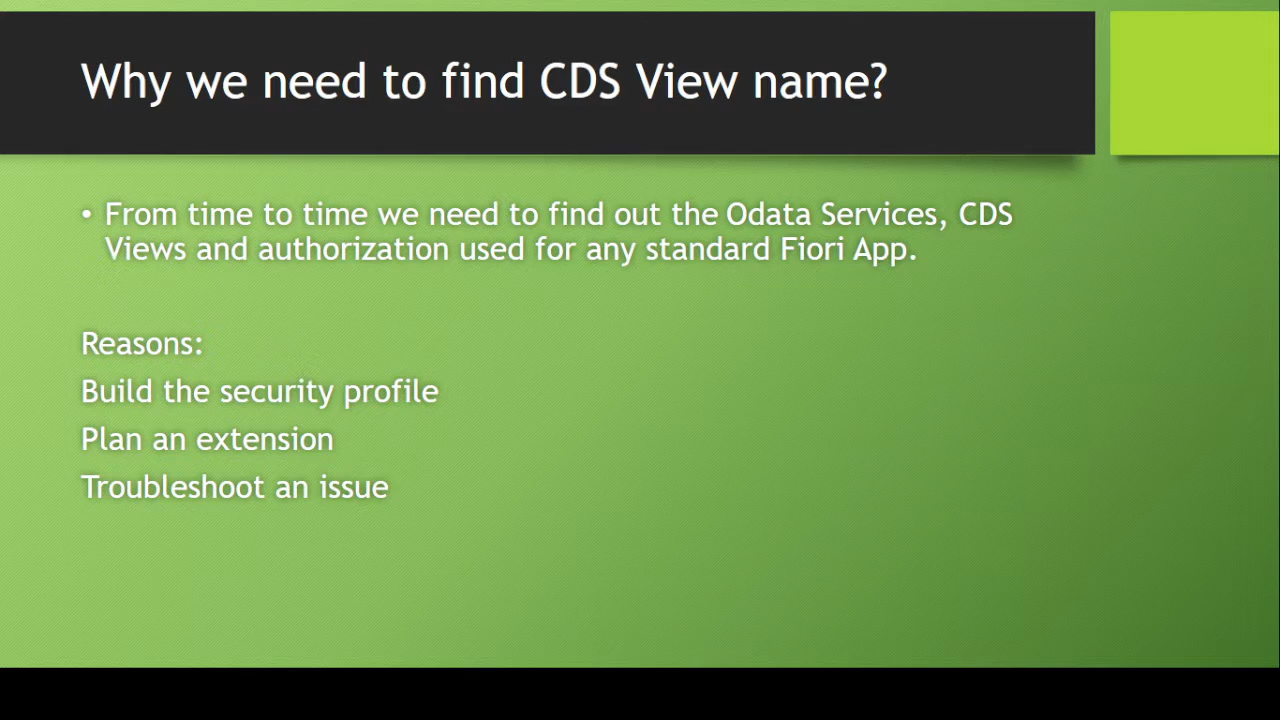 Why we need to find CDS View name?
• From time to time we need to find out the Odata Services, CDS
Views and authorization used for any standard Fiori App.
Reasons:
Build the security profile
Plan an extension
Troubleshoot an issue